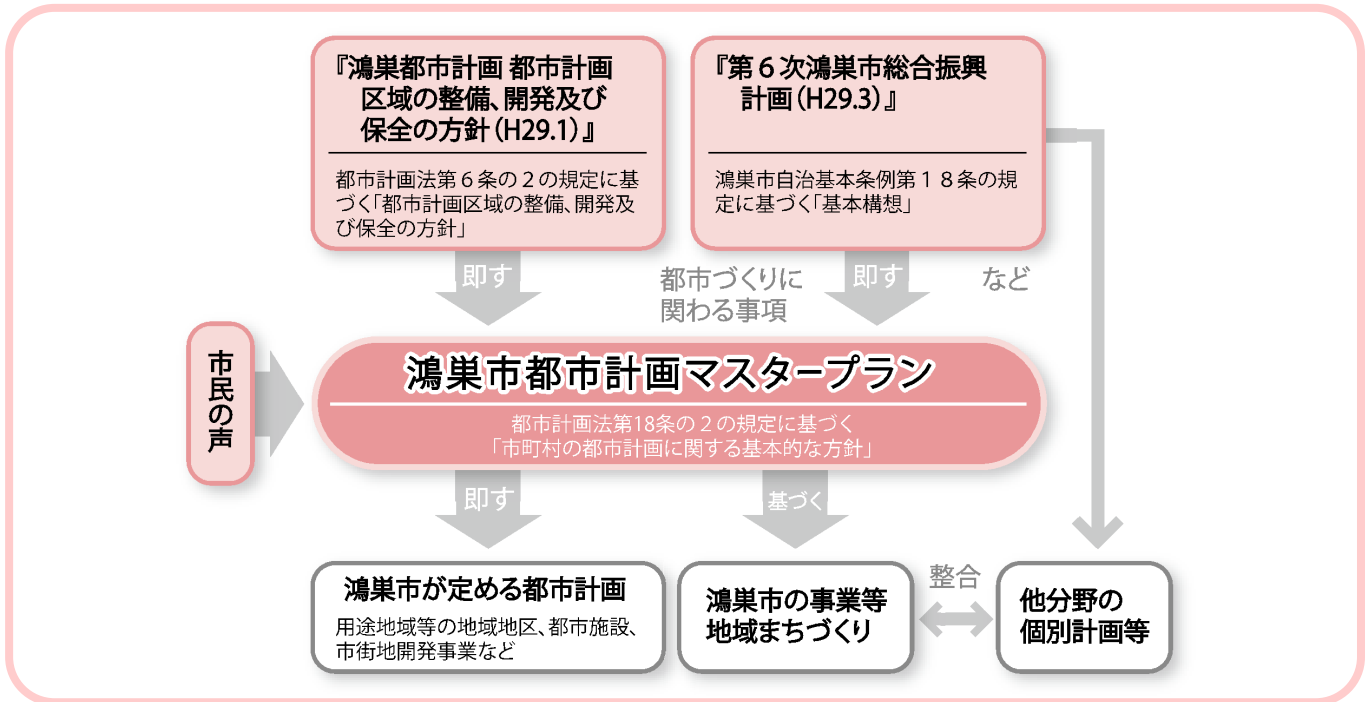 『鴻巣都市計画 都市計画
区域の整備、開発及び
保全の方針(H29.1)』
都市計画法第6条の2の規定に基
づく「都市計画区域の整備、開発及
び保全の方針」
『第6次鴻巣市総合振興
計画(H29.3)』
鴻巣市自治基本条例第18条の規
定に基づく「基本構想」
即す
都市づくりに
関わる事項
即す
など
市民の声
鴻巣市都市計画マスタープラン
都市計画法第18条の2の規定に基づく
「市町村の都市計画に関する基本的な方針」
即す
基づく
鴻巣市が定める都市計画
用途地域等の地域地区、都市施設、
市街地開発事業など
鴻巣市の事業等
地域まちづくり
整合
他分野の
個別計画等